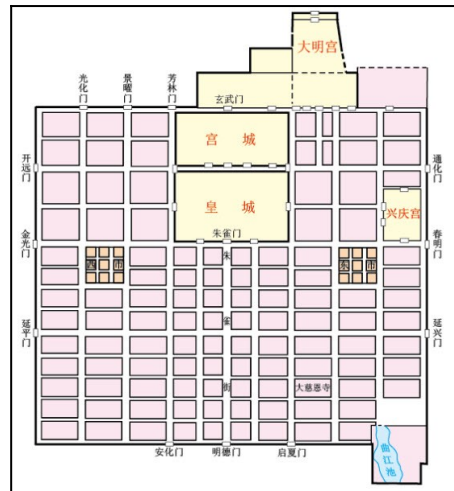 大明宫
光化门
景曜门
芳林门
玄武门
宫城
开远门
通化门
皇城
兴庆宫
朱雀门
金光门
春明门
西市
东市
朱雀街
延平门
延兴门
大慈恩寺
安化门
明德门
启夏门
曲江池